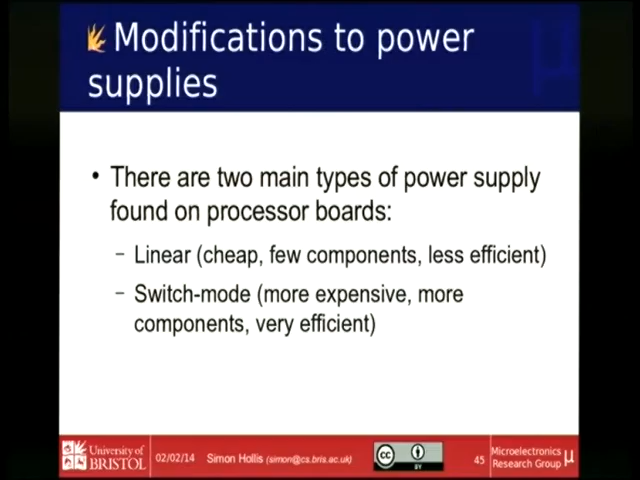 Modifications to power
supplies
• There are two main types of power supply
found on processor boards:
– Linear (cheap, few components, less efficient)
– Switch-mode (more expensive, more
components, very efficient)
University of
BRISTOL
02/02/14
Simon Hollis (simon@cs.bris.ac.uk)
cc
BY
45
Microelectronics
Research Group
μ